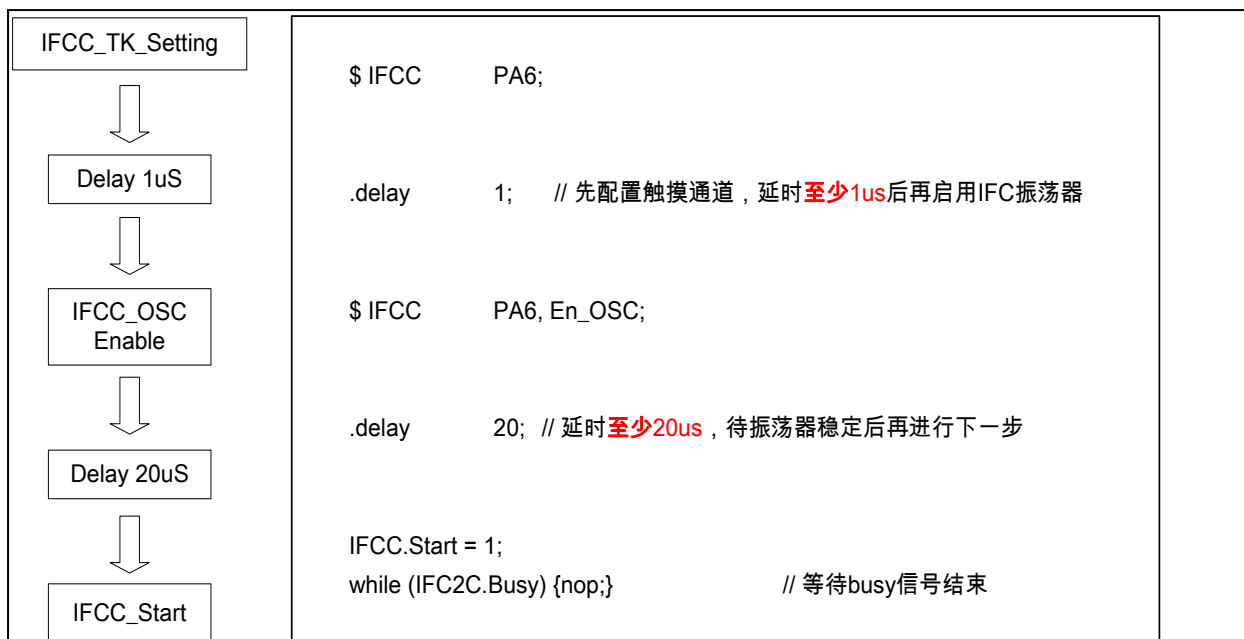 IFCC_TK_Setting
$ IFCC PA6;
Delay 1uS
.delay 1; // 先配置触摸通道，延时至少1us后再启用IFC振荡器
IFCC_OSC
Enable
$ IFCC PA6, En_OSC;
.delay 20; // 延时至少20us，待振荡器稳定后再进行下一步
Delay 20uS
IFCC.Start = 1;
while (IFC2C.Busy) {nop;} // 等待busy信号结束
IFCC_Start